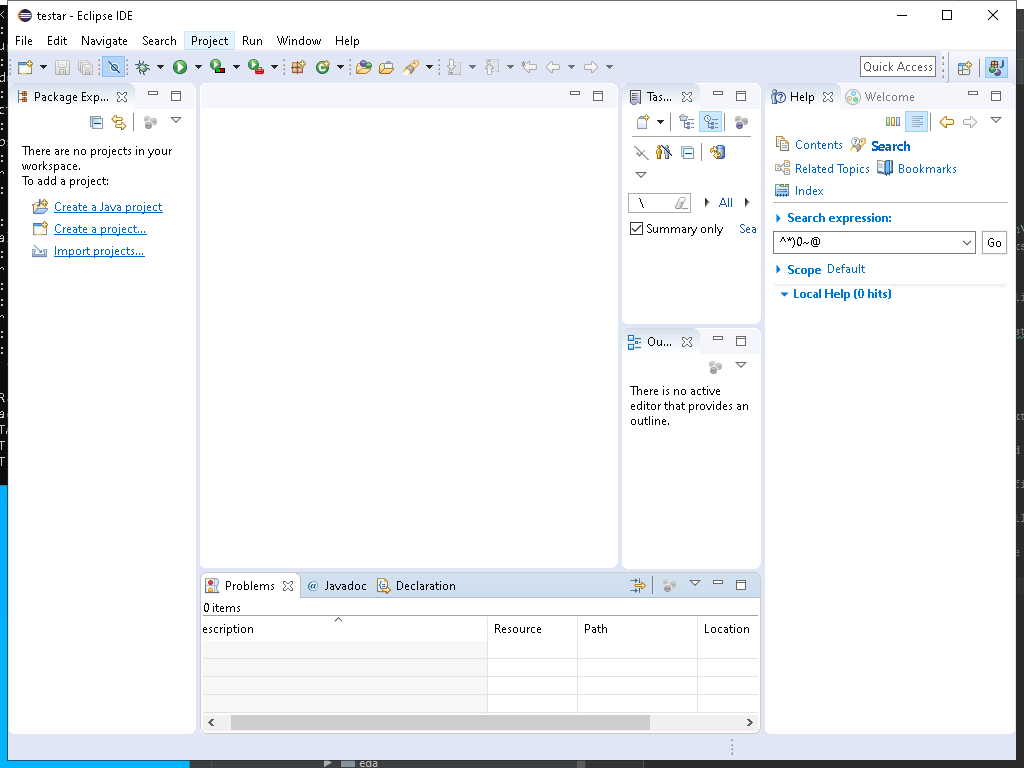 testar - Eclipse IDE
File Edit Navigate Search Project Run Window Help
Quick Access
Package Exp...
There are no projects in your
workspace.
To add a project:
Create a Java project
Create a project...
Import projects...
Tas...
\
All
Summary only
Sea
Ou...
There is no active
editor that provides an
outline.
Help
Welcome
Contents Search
Related Topics Bookmarks
Index
Search expression:
^*)0~@
Go
Scope Default
Local Help (0 hits)
Problems @ Javadoc Declaration
0 items
escription Resource Path Location
eda